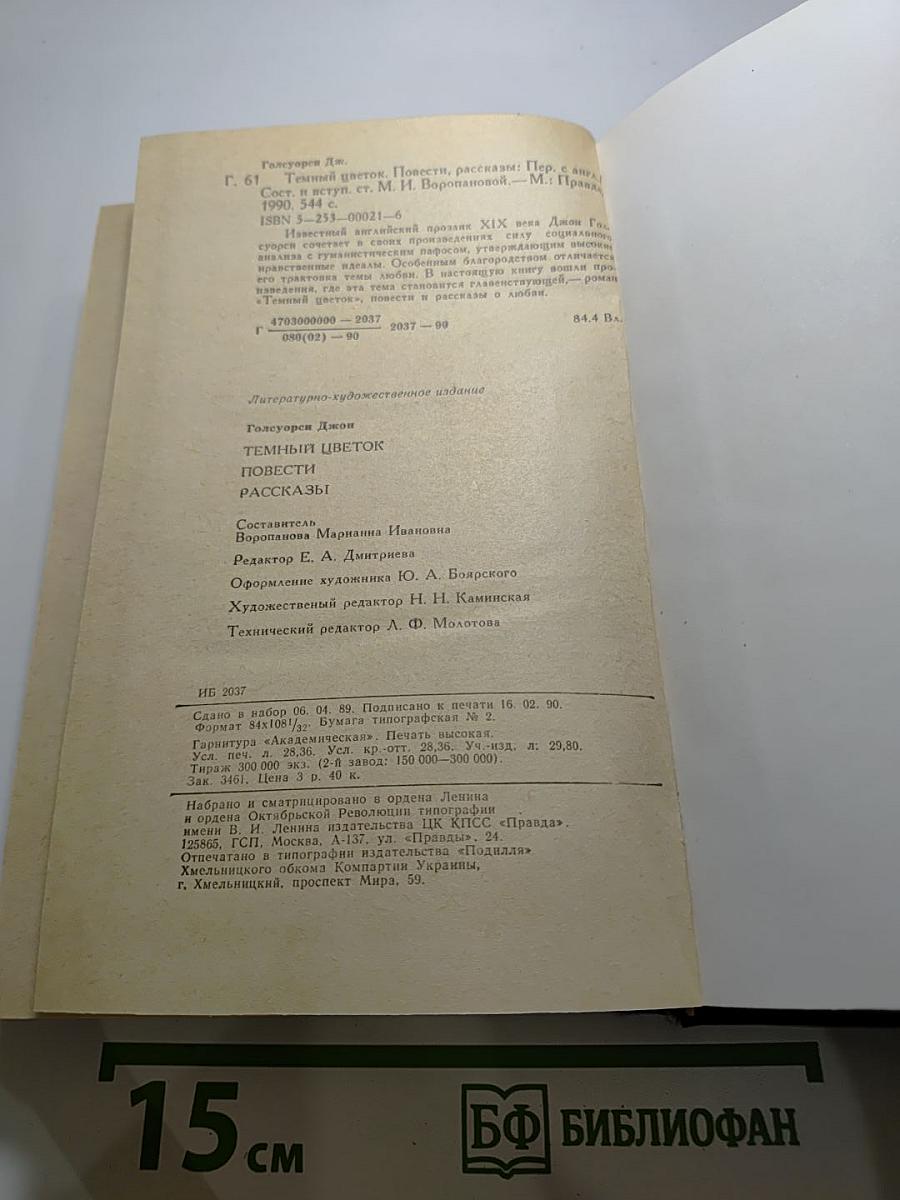 Голсуорси Дж.
Г. 61 Темный цветок. Повести, рассказы: Пер. с англ./
Сост. и вступ. ст. М. И. Воропановой.— М.: Правда,
1990. 544 с.
ISBN 5—253—00021—6
Известный английский прозаик XIX века Джон Гол-
суорси сочетает в своих произведениях силу социального
анализа с гуманистическим пафосом, утверждающим высокие
нравственные идеалы. Особенным благородством отличается
его трактовка темы любви. В настоящую книгу вошли про-
изведения, где эта тема становится главенствующей,— роман
«Темный цветок», повести и рассказы о любви.
Г 4703000000 — 2037
080(02) — 90
2037 — 90
84.4 Вл.
Литературно-художественное издание
Голсуорси Джон
ТЕМНЫЙ ЦВЕТОК
ПОВЕСТИ
РАССКАЗЫ
Составитель
Воропанова Марианна Ивановна
Редактор Е. А. Дмитриева
Оформление художника Ю. А. Боярского
Художественый редактор Н. Н. Каминская
Технический редактор Л. Ф. Молотова
ИБ 2037
Сдано в набор 06. 04. 89. Подписано к печати 16. 02. 90.
Формат 84х108 1/32. Бумага типографская № 2.
Гарнитура «Академическая». Печать высокая.
Усл. печ. л. 28,36. Усл. кр.-отт. 28,36. Уч.-изд. л: 29,80.
Тираж 300 000 экз. (2-й завод: 150 000—300 000).
Зак. 3461. Цена 3 р. 40 к.
Набрано и сматрицировано в ордена Ленина
и ордена Октябрьской Революции типографии
имени В. И. Ленина издательства ЦК КПСС «Правда».
125865, ГСП, Москва, А-137, ул. «Правды». 24.
Отпечатано в типографии издательства «Подилля»
Хмельницкого обкома Компартии Украины,
г. Хмельницкий, проспект Мира, 59.
15 см
БФ БИБЛИОФАН